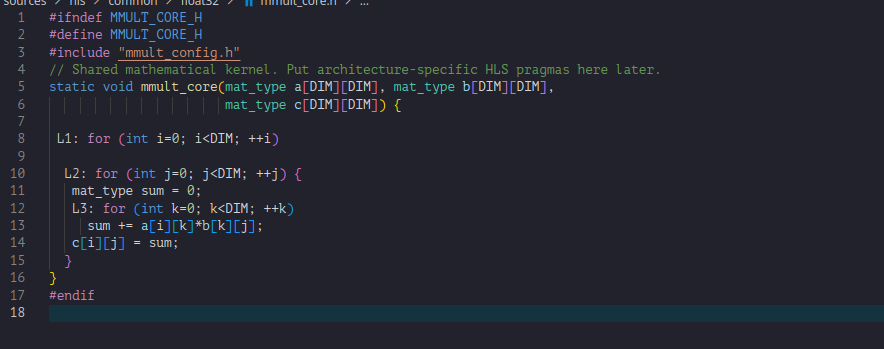 sources > hls > common > float32 > mmult_core.h > ...
1 #ifndef MMULT_CORE_H
2 #define MMULT_CORE_H
3 #include "mmult_config.h"
4 // Shared mathematical kernel. Put architecture-specific HLS pragmas here later.
5 static void mmult_core(mat_type a[DIM][DIM], mat_type b[DIM][DIM],
6 mat_type c[DIM][DIM]) {
7
8 L1: for (int i=0; i<DIM; ++i)
9
10 L2: for (int j=0; j<DIM; ++j) {
11 mat_type sum = 0;
12 L3: for (int k=0; k<DIM; ++k)
13 sum += a[i][k]*b[k][j];
14 c[i][j] = sum;
15 }
16 }
17 #endif
18